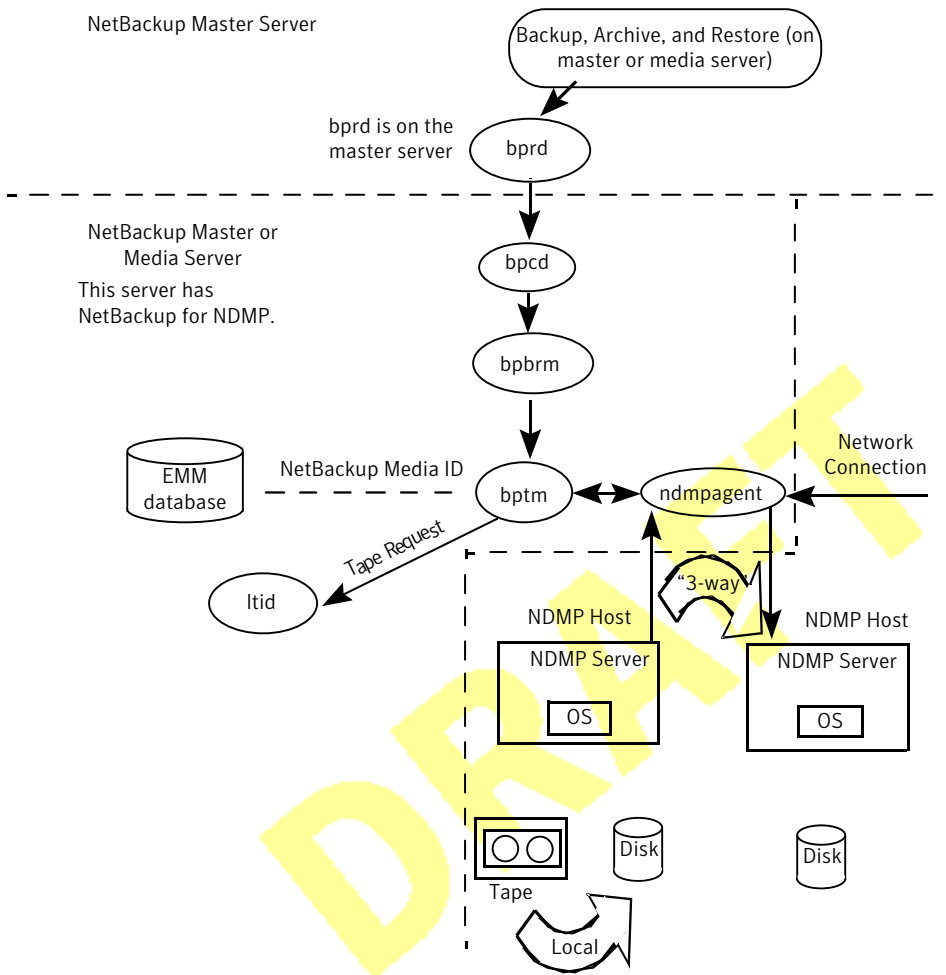 NetBackup Master Server
Backup, Archive, and Restore (on
master or media server)
bprd is on the
master server
bprd
NetBackup Master or
Media Server
This server has
NetBackup for NDMP.
bpcd
bpbrm
EMM
database
NetBackup Media ID
bptm
ndmpagent
Network
Connection
Tape Request
ltid
"3-way"
NDMP Host
NDMP Server
OS
NDMP Host
NDMP Server
OS
Tape
Disk
Disk
Local
DRAFT